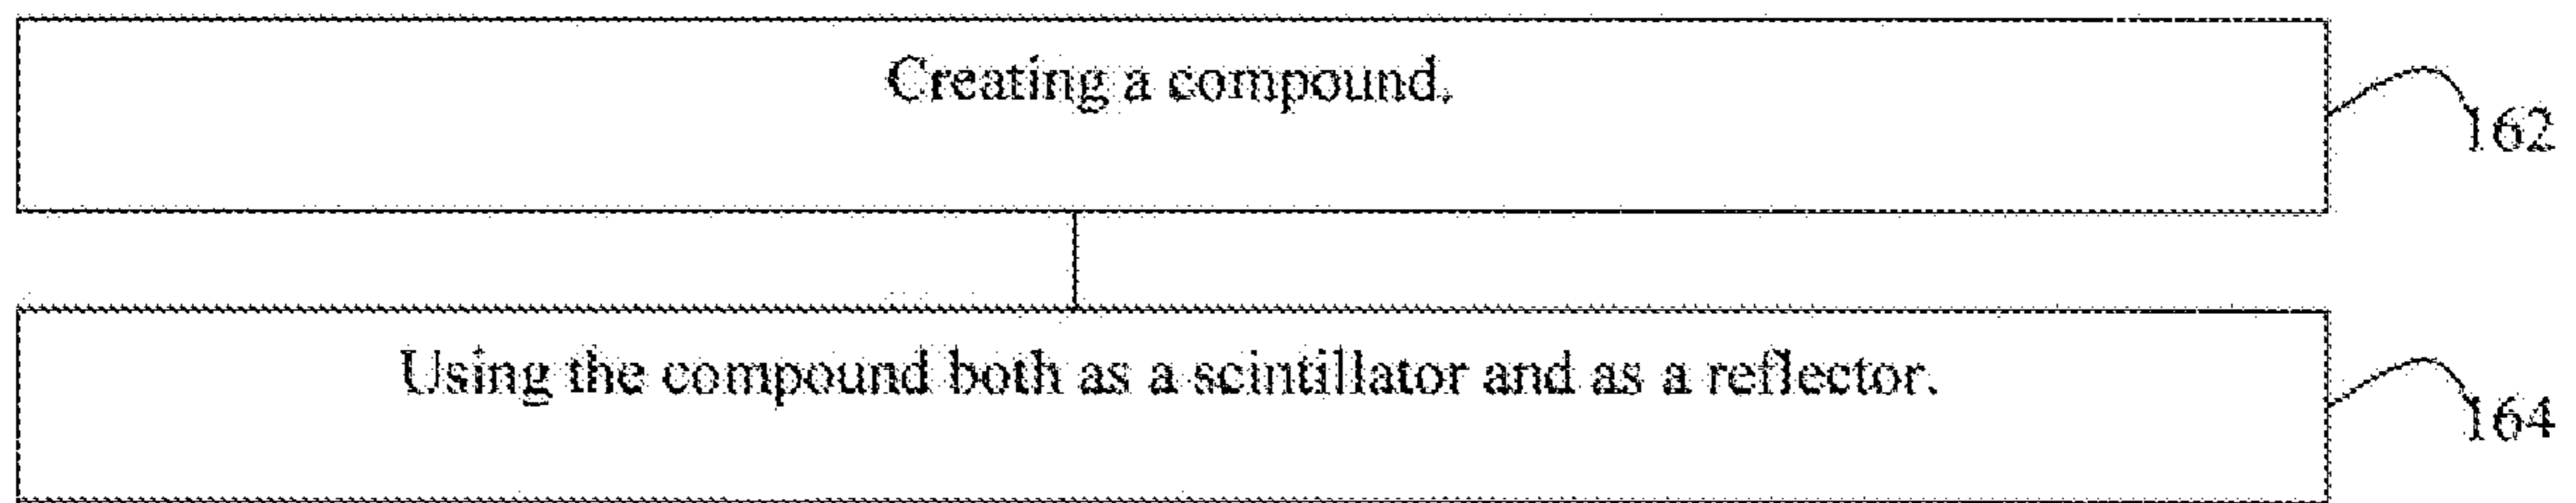 Creating a compound.
162
Using the compound both as a scintillator and as a reflector.
164